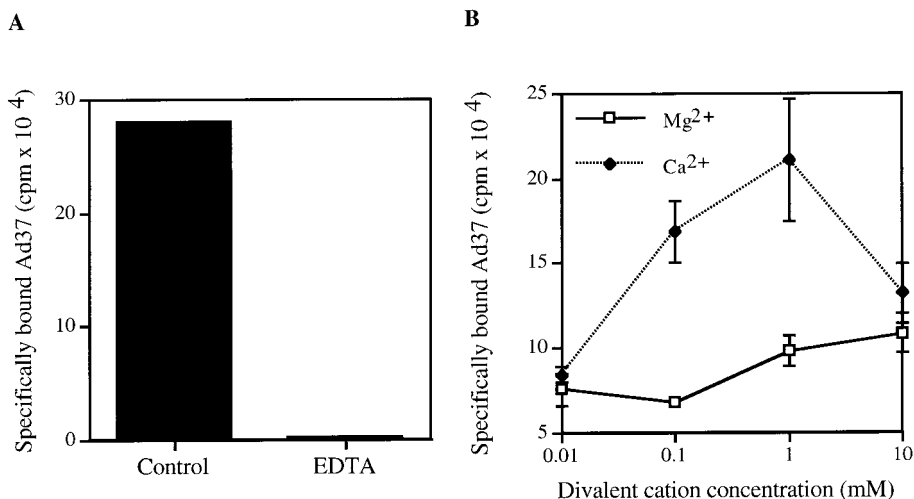 A
Specifically bound Ad37 (cpm x 10 4)
30
20
10
0
Control
EDTA
B
Specifically bound Ad37 (cpm x 10 4)
25
20
15
10
5
Mg2+
Ca2+
0.01
0.1
1
10
Divalent cation concentration (mM)